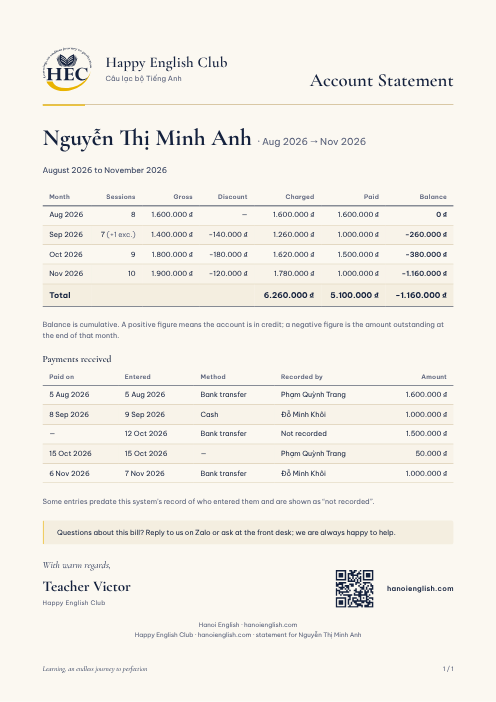 HEC
Happy English Club
Câu lạc bộ Tiếng Anh
Account Statement
Nguyễn Thị Minh Anh · Aug 2026 → Nov 2026
August 2026 to November 2026
Month Sessions Gross Discount Charged Paid Balance
Aug 2026 8 1.600.000 ₫ — 1.600.000 ₫ 1.600.000 ₫ 0 ₫
Sep 2026 7 (+1 exc.) 1.400.000 ₫ -140.000 ₫ 1.260.000 ₫ 1.000.000 ₫ -260.000 ₫
Oct 2026 9 1.800.000 ₫ -180.000 ₫ 1.620.000 ₫ 1.500.000 ₫ -380.000 ₫
Nov 2026 10 1.900.000 ₫ -120.000 ₫ 1.780.000 ₫ 1.000.000 ₫ -1.160.000 ₫
Total 6.260.000 ₫ 5.100.000 ₫ -1.160.000 ₫
Balance is cumulative. A positive figure means the account is in credit; a negative figure is the amount outstanding at
the end of that month.
Payments received
Paid on Entered Method Recorded by Amount
5 Aug 2026 5 Aug 2026 Bank transfer Phạm Quỳnh Trang 1.600.000 ₫
8 Sep 2026 9 Sep 2026 Cash Đỗ Minh Khôi 1.000.000 ₫
— 12 Oct 2026 Bank transfer Not recorded 1.500.000 ₫
15 Oct 2026 15 Oct 2026 — Phạm Quỳnh Trang 50.000 ₫
6 Nov 2026 7 Nov 2026 Bank transfer Đỗ Minh Khôi 1.000.000 ₫
Some entries predate this system's record of who entered them and are shown as "not recorded".
Questions about this bill? Reply to us on Zalo or ask at the front desk; we are always happy to help.
With warm regards,
Teacher Victor
Happy English Club
hanoienglish.com
Hanoi English · hanoienglish.com
Happy English Club · hanoienglish.com · statement for Nguyễn Thị Minh Anh
Learning, an endless journey to perfection
1 / 1